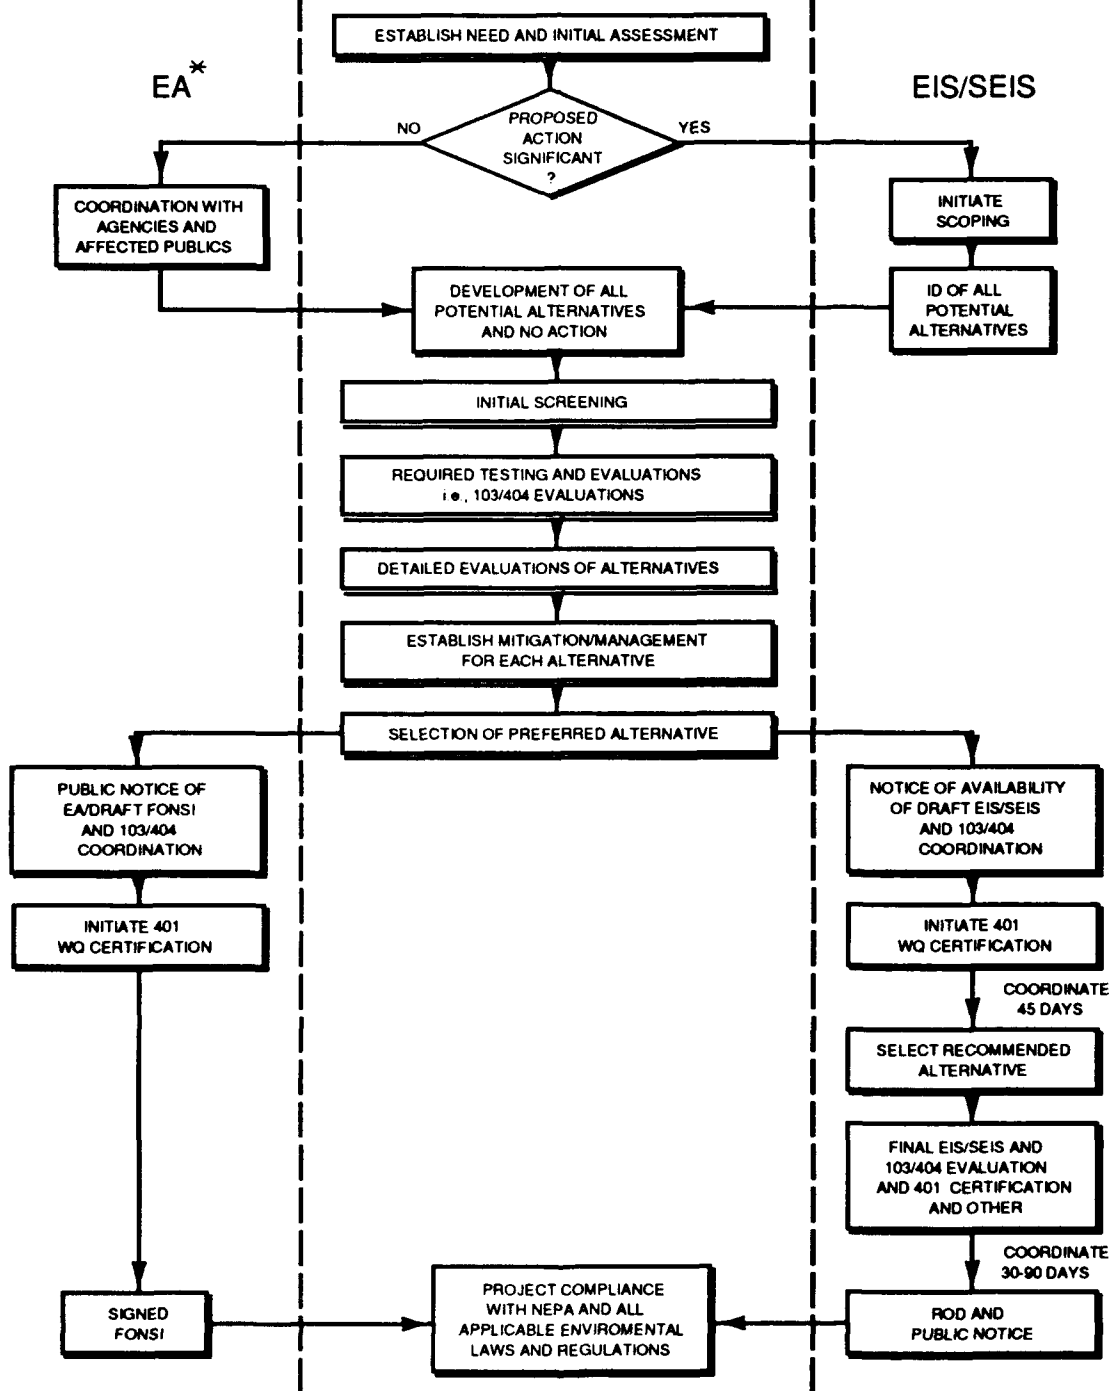 ESTABLISH NEED AND INITIAL ASSESSMENT
EA*
EIS/SEIS
NO
PROPOSED
ACTION
SIGNIFICANT
?
YES
COORDINATION WITH
AGENCIES AND
AFFECTED PUBLICS
INITIATE
SCOPING
DEVELOPMENT OF ALL
POTENTIAL ALTERNATIVES
AND NO ACTION
ID OF ALL
POTENTIAL
ALTERNATIVES
INITIAL SCREENING
REQUIRED TESTING AND EVALUATIONS
i e., 103/404 EVALUATIONS
DETAILED EVALUATIONS OF ALTERNATIVES
ESTABLISH MITIGATION/MANAGEMENT
FOR EACH ALTERNATIVE
SELECTION OF PREFERRED ALTERNATIVE
PUBLIC NOTICE OF
EA/DRAFT FONSI
AND 103/404
COORDINATION
NOTICE OF AVAILABILITY
OF DRAFT EIS/SEIS
AND 103/404
COORDINATION
INITIATE 401
WQ CERTIFICATION
INITIATE 401
WQ CERTIFICATION
COORDINATE
45 DAYS
SELECT RECOMMENDED
ALTERNATIVE
FINAL EIS/SEIS AND
103/404 EVALUATION
AND 401 CERTIFICATION
AND OTHER
COORDINATE
30-90 DAYS
SIGNED
FONSI
PROJECT COMPLIANCE
WITH NEPA AND ALL
APPLICABLE ENVIROMENTAL
LAWS AND REGULATIONS
ROD AND
PUBLIC NOTICE